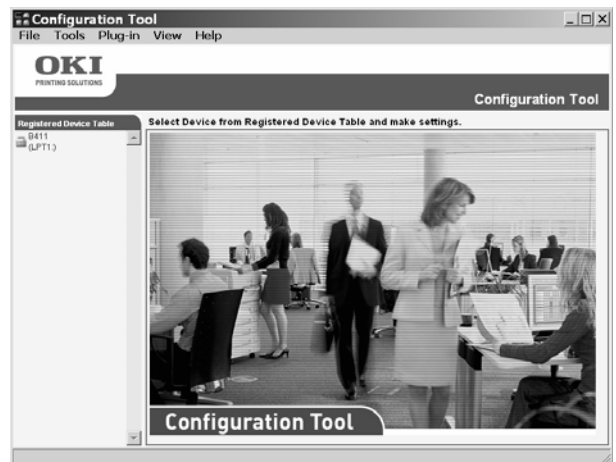 Configuration Tool
File Tools Plug-in View Help
OKI
PRINTING SOLUTIONS
Configuration Tool
Registered Device Table
Select Device from Registered Device Table and make settings.
B411
(LPT1:)
Configuration Tool